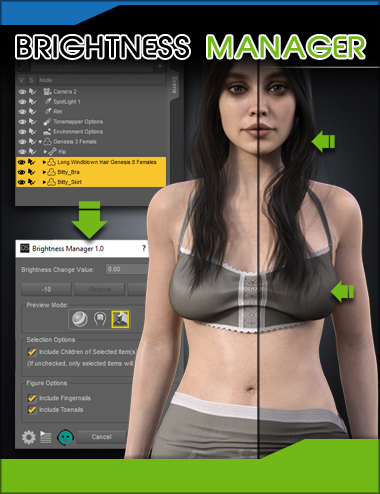 BRIGHTNESS MANAGER
V S Node
Scene
Camera 2
SpotLight 1
Rim
Tonemapper Options
Environment Options
Genesis 3 Female
Hip
Long Windblown Hair Genesis 8 Females
Bitty_Bra
Bitty_Skirt
DS Brightness Manager 1.0 ?
Brightness Change Value: 0.00
-10
Preview Mode:
Selection Options
Include Children of Selected Item(s
(If unchecked, only selected items will
Figure Options
Include Fingernails
Include Toenails
Cancel